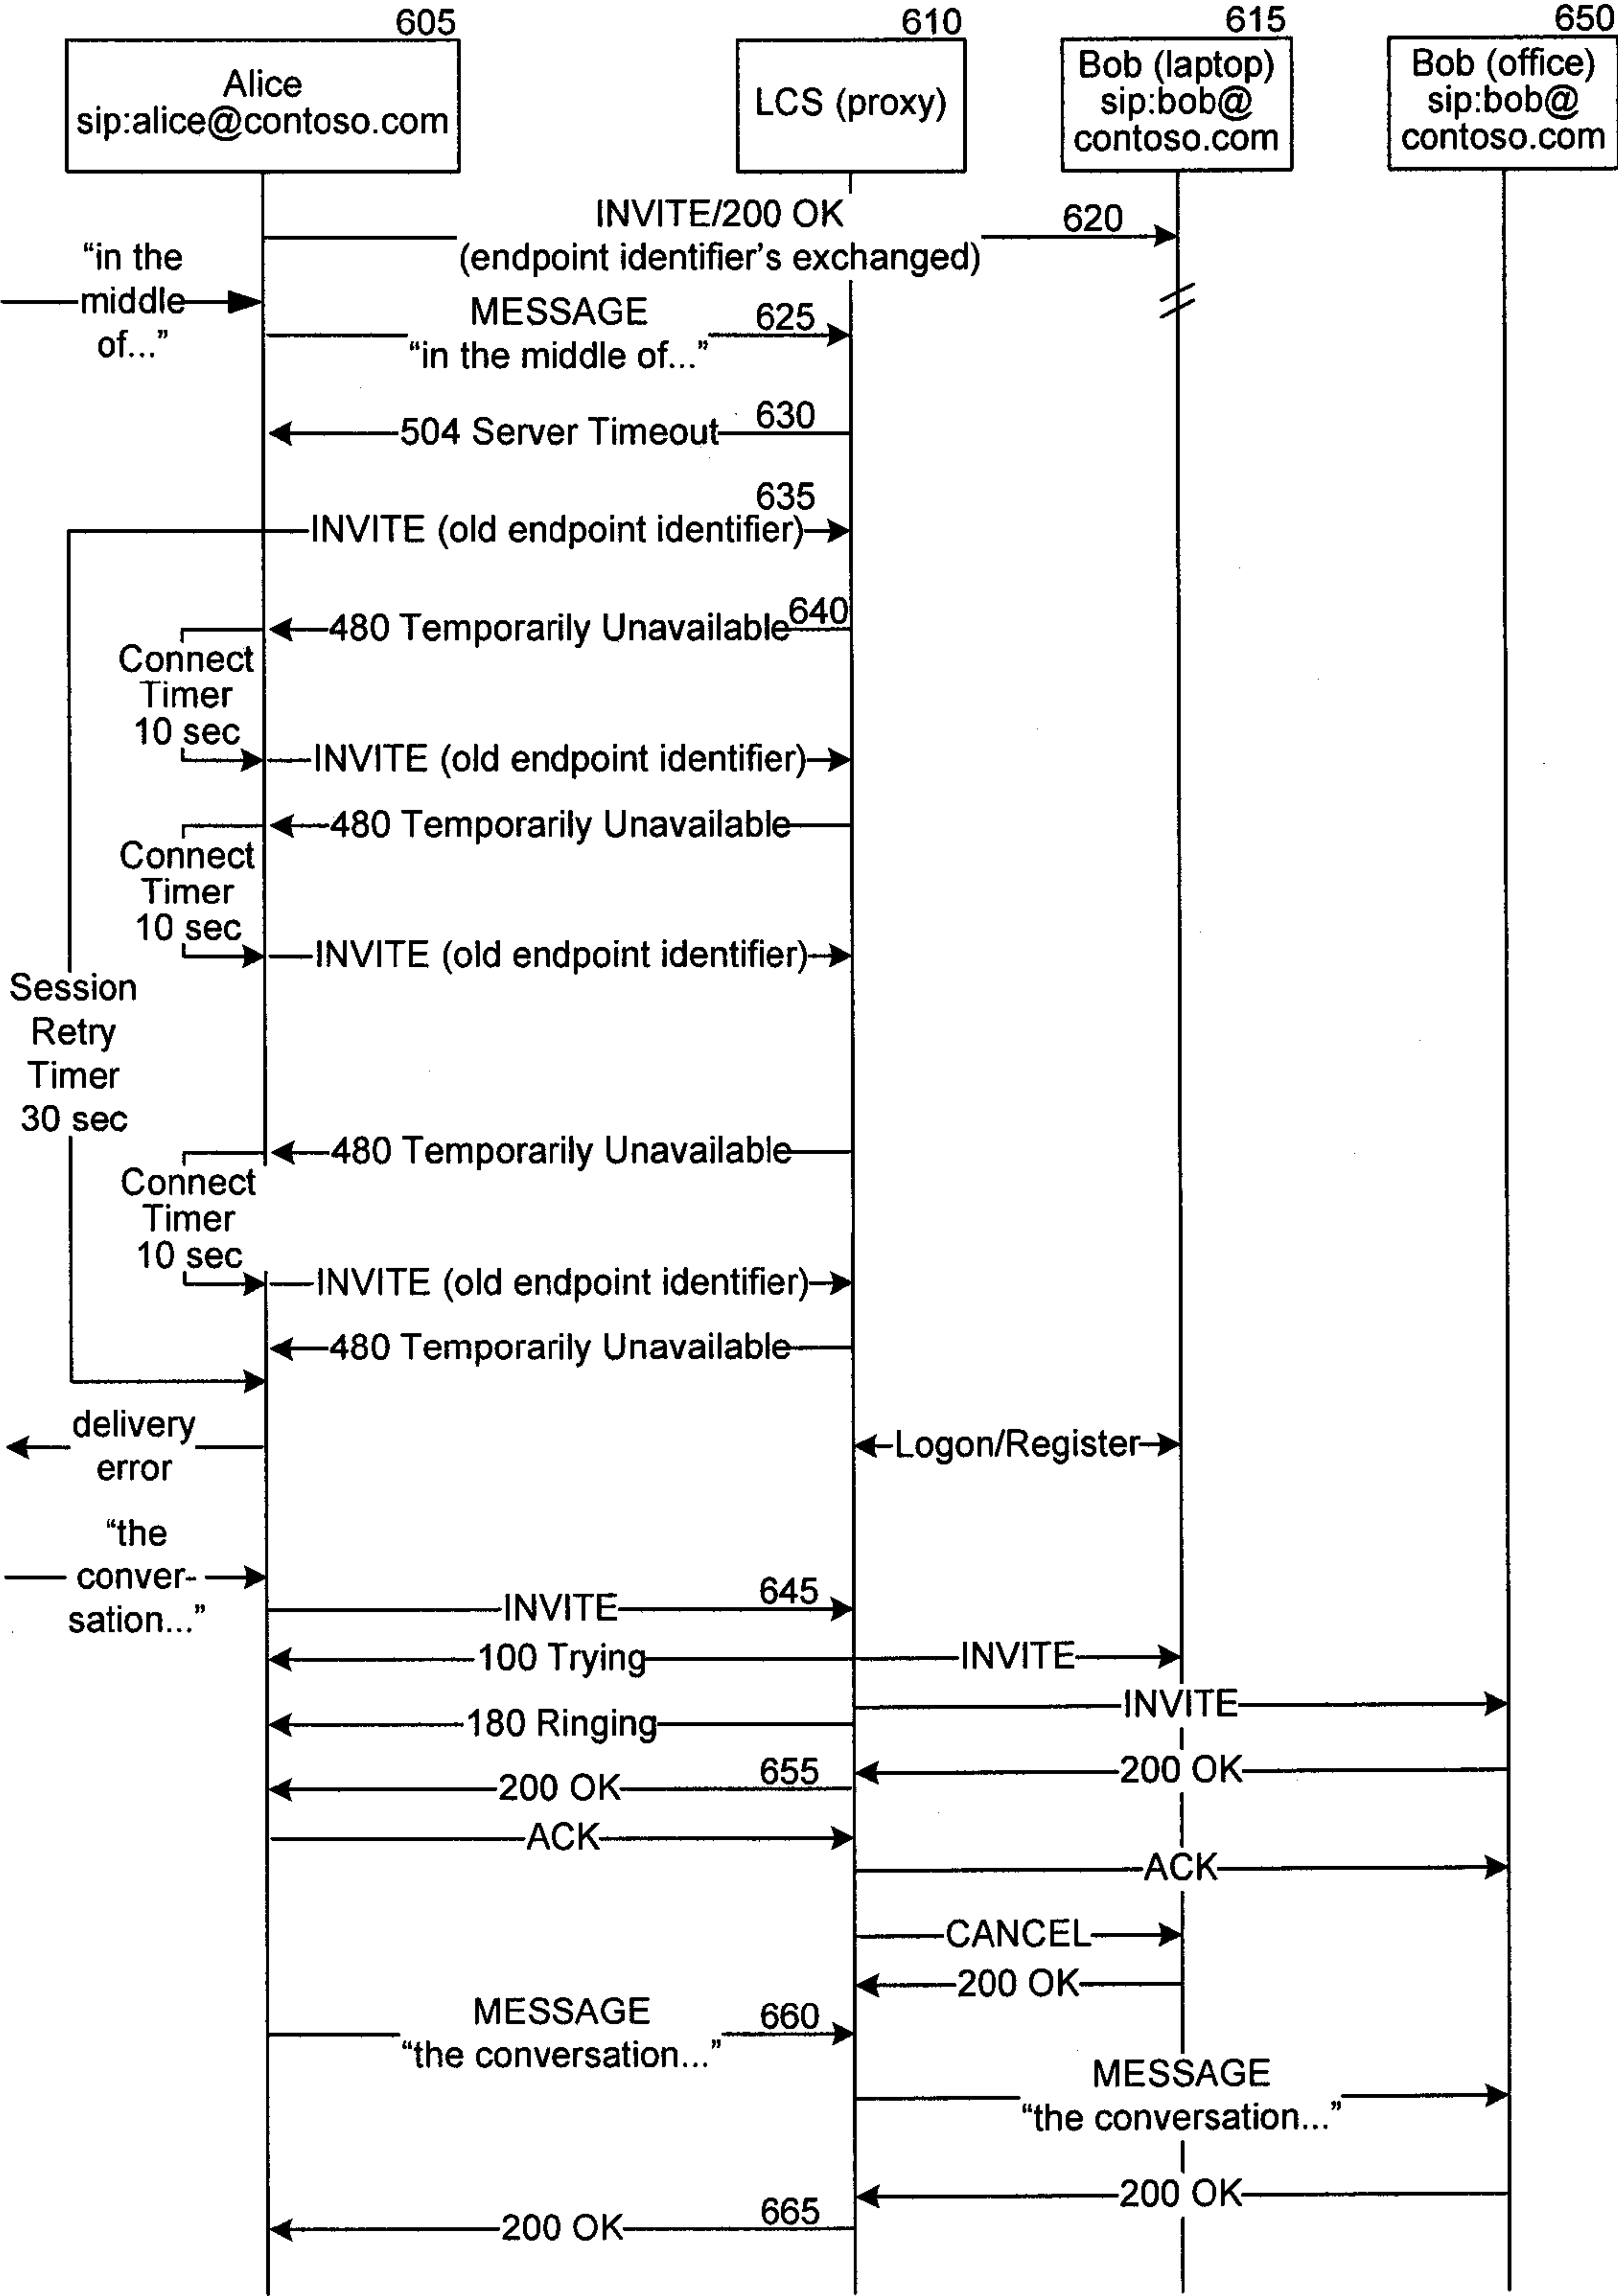 605
610
615
650
Alice
sip:alice@contoso.com
LCS (proxy)
Bob (laptop)
sip:bob@
contoso.com
Bob (office)
sip:bob@
contoso.com
INVITE/200 OK
620
(endpoint identifier's exchanged)
“in the
middle
of...”
MESSAGE
625
“in the middle of...”
630
504 Server Timeout
635
INVITE (old endpoint identifier)
640
480 Temporarily Unavailable
Connect
Timer
10 sec
INVITE (old endpoint identifier)
480 Temporarily Unavailable
Connect
Timer
10 sec
INVITE (old endpoint identifier)
Session
Retry
Timer
30 sec
480 Temporarily Unavailable
Connect
Timer
10 sec
INVITE (old endpoint identifier)
480 Temporarily Unavailable
delivery
error
Logon/Register
“the
conver-
sation...”
645
INVITE
100 Trying
INVITE
INVITE
180 Ringing
200 OK
655
200 OK
ACK
ACK
CANCEL
200 OK
MESSAGE
660
“the conversation...”
MESSAGE
“the conversation...”
200 OK
665
200 OK